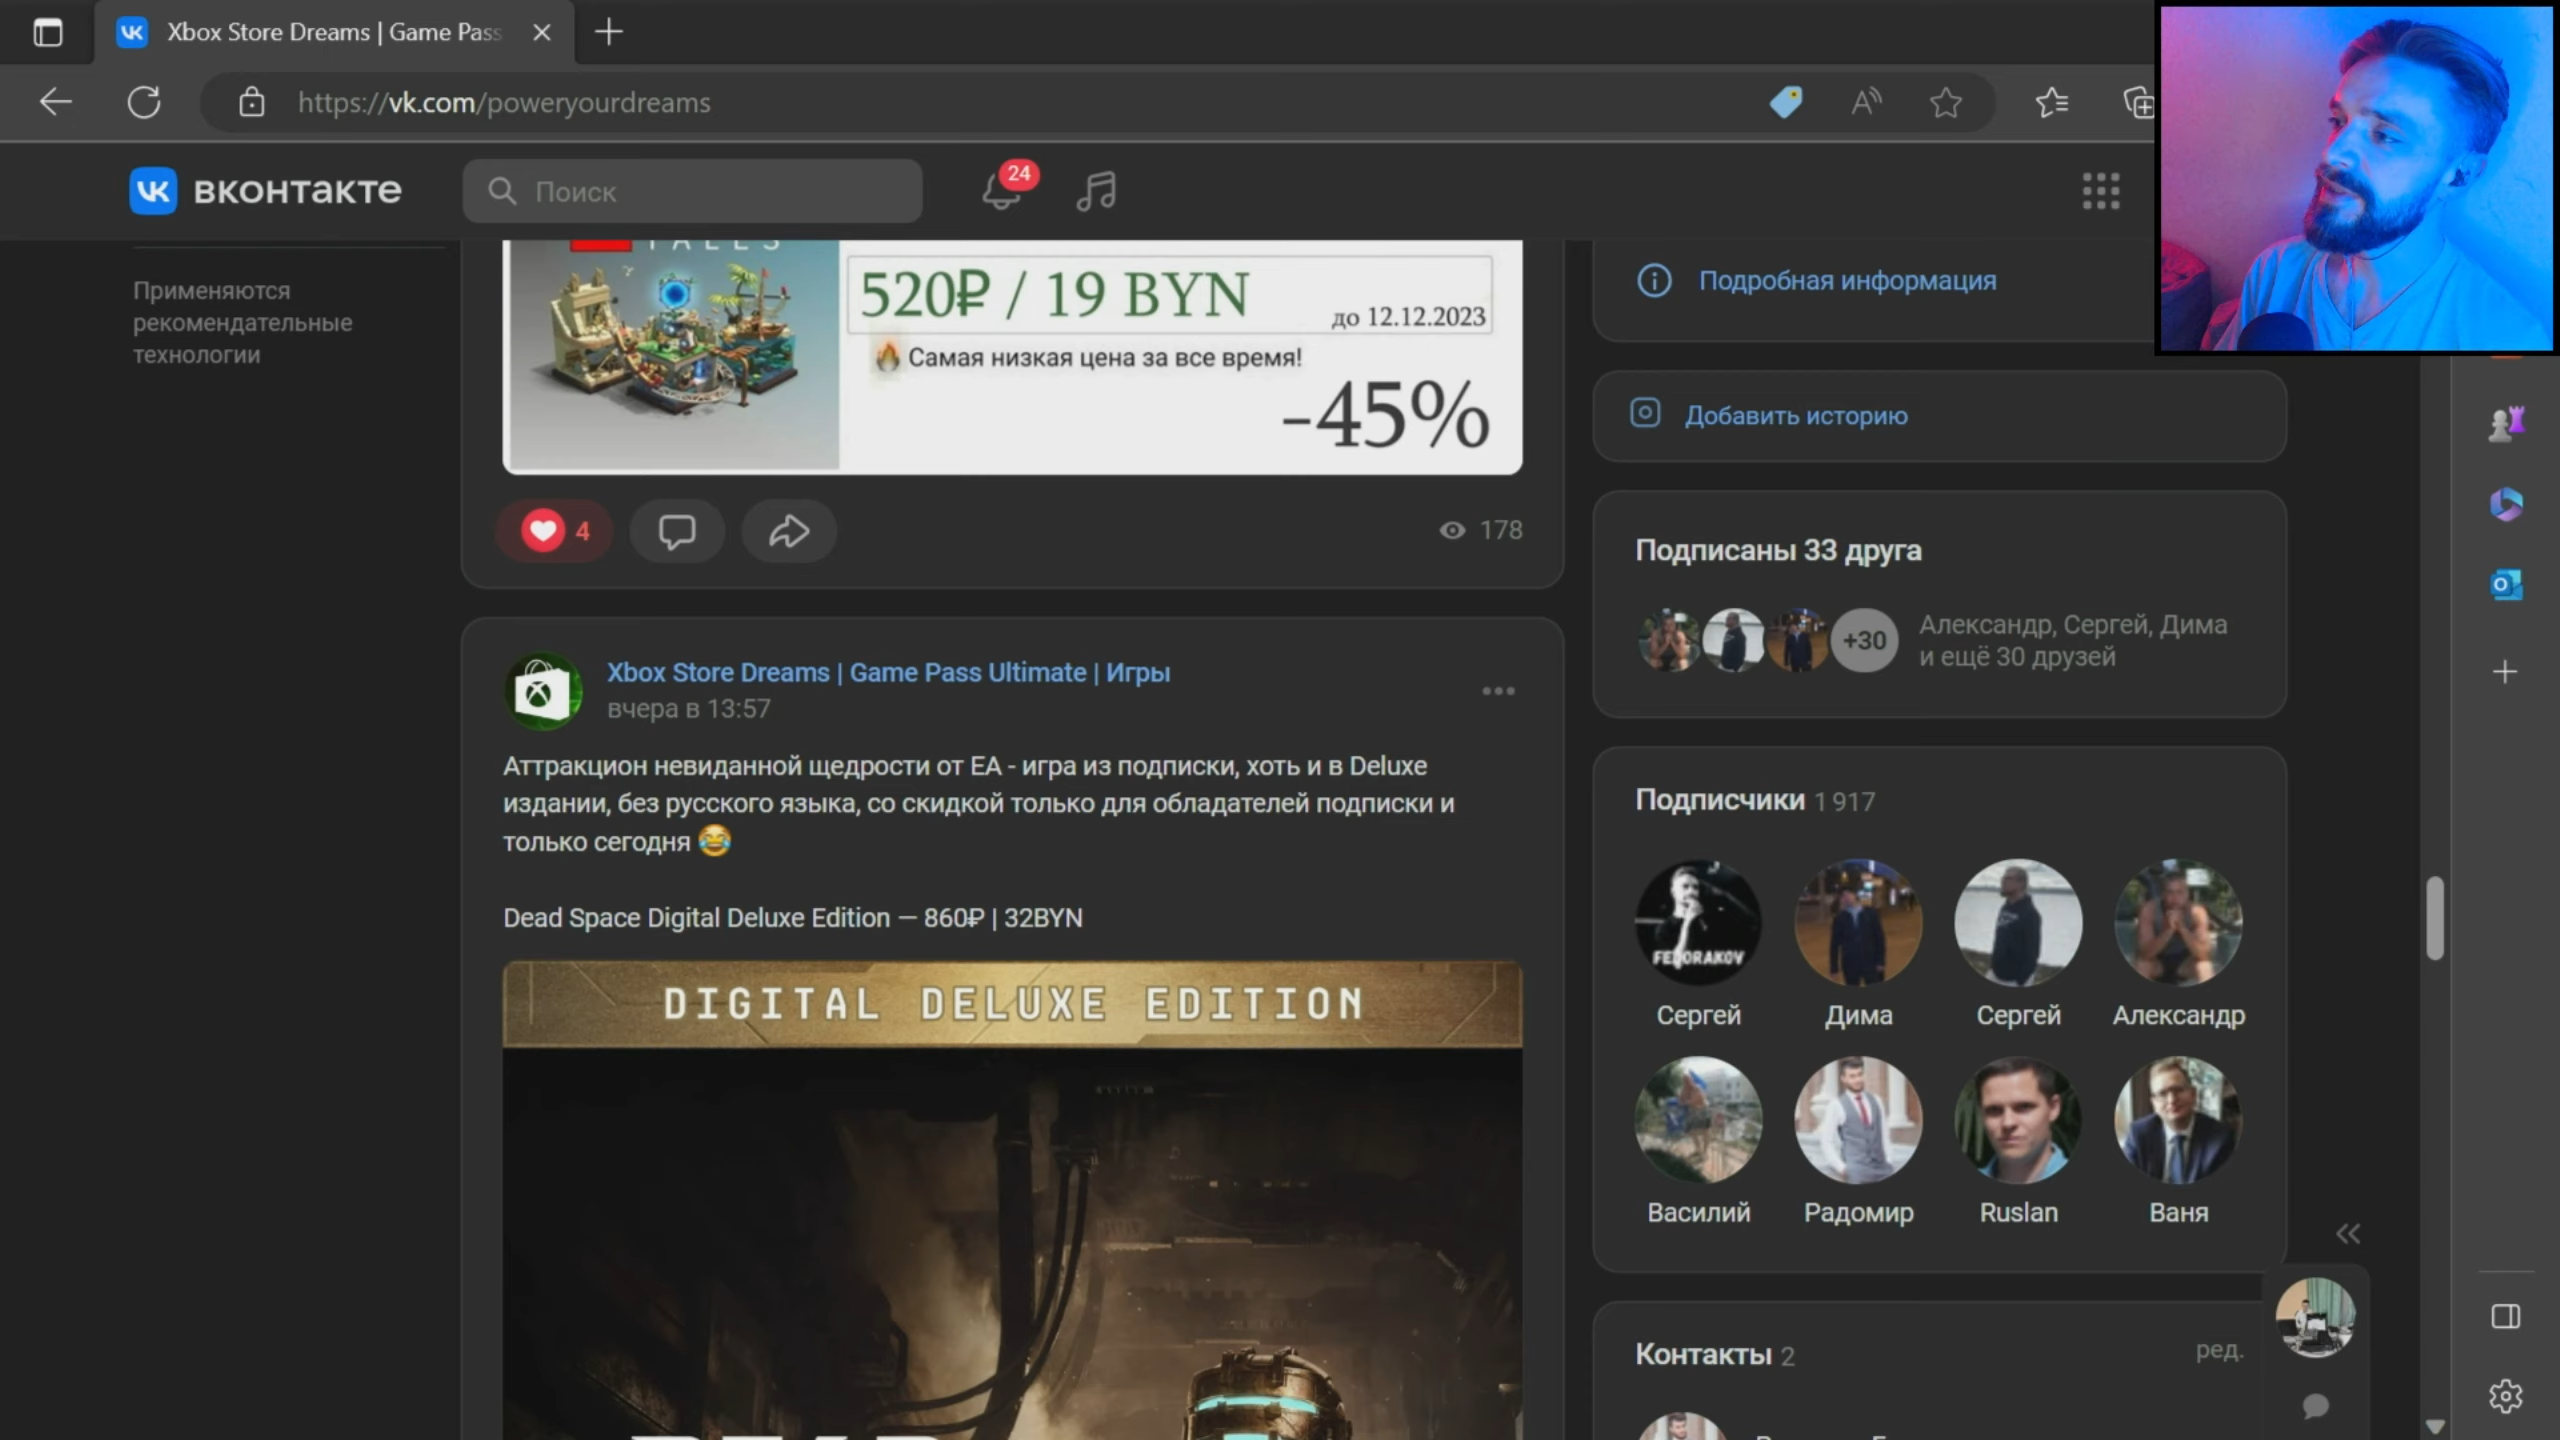 Xbox Store Dreams | Game Pass
https://vk.com/poweryourdreams
вконтакте
Поиск
24
Применяются
рекомендательные
технологии
TALES
520₽ / 19 BYN
до 12.12.2023
🔥 Самая низкая цена за все время!
-45%
4
178
Xbox Store Dreams | Game Pass Ultimate | Игры
вчера в 13:57
Аттракцион невиданной щедрости от EA - игра из подписки, хоть и в Deluxe
издании, без русского языка, со скидкой только для обладателей подписки и
только сегодня 😂
Dead Space Digital Deluxe Edition — 860₽ | 32BYN
DIGITAL DELUXE EDITION
Подробная информация
Добавить историю
Подписаны 33 друга
+30
Александр, Сергей, Дима
и ещё 30 друзей
Подписчики 1 917
FEDORAKOV
Сергей
Дима
Сергей
Александр
Василий
Радомир
Ruslan
Ваня
Контакты 2
ред.